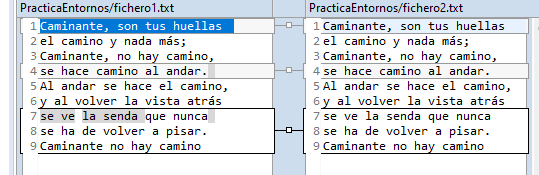 PracticaEntornos/fichero1.txt
1 Caminante, son tus huellas
2 el camino y nada más;
3 Caminante, no hay camino,
4 se hace camino al andar.
5 Al andar se hace el camino,
6 y al volver la vista atrás
7 se ve la senda que nunca
8 se ha de volver a pisar.
9 Caminante no hay camino
PracticaEntornos/fichero2.txt
1 Caminante, son tus huellas
2 el camino y nada más;
3 Caminante, no hay camino,
4 se hace camino al andar.
5 Al andar se hace el camino,
6 y al volver la vista atrás
7 se ve la senda que nunca
8 se ha de volver a pisar.
9 Caminante no hay camino